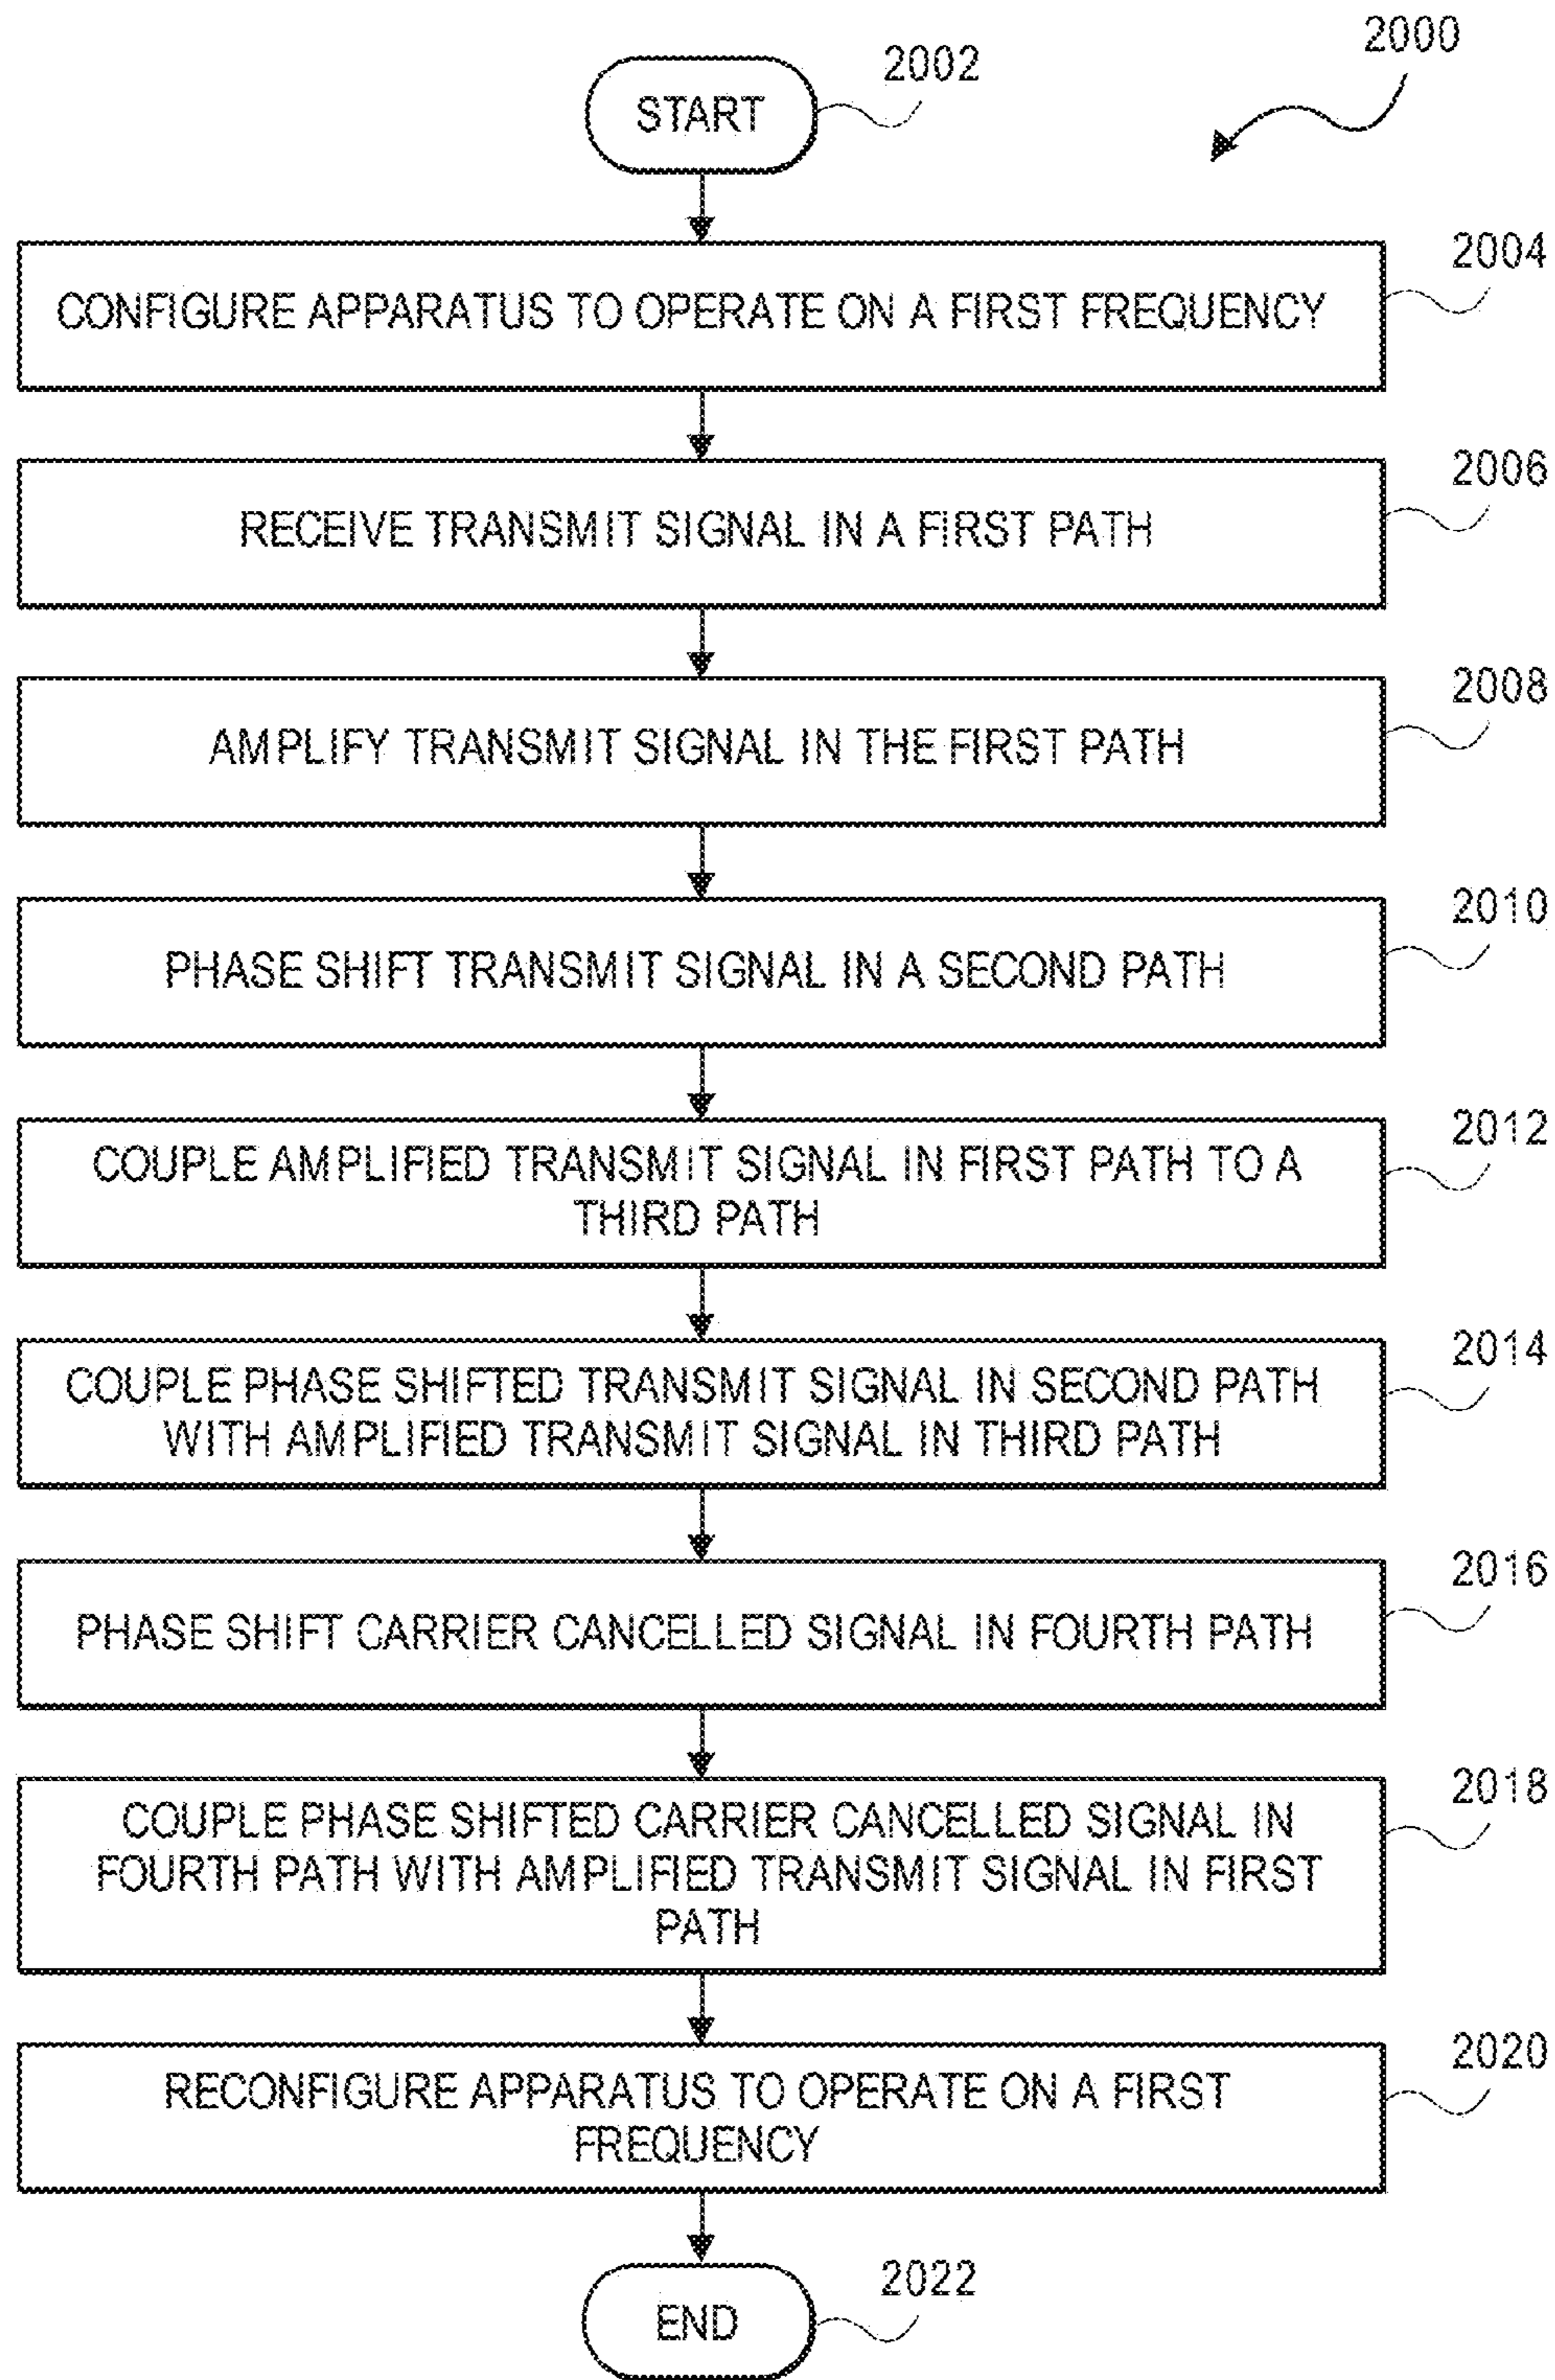 2000
2002
START
2004
CONFIGURE APPARATUS TO OPERATE ON A FIRST FREQUENCY
2006
RECEIVE TRANSMIT SIGNAL IN A FIRST PATH
2008
AMPLIFY TRANSMIT SIGNAL IN THE FIRST PATH
2010
PHASE SHIFT TRANSMIT SIGNAL IN A SECOND PATH
2012
COUPLE AMPLIFIED TRANSMIT SIGNAL IN FIRST PATH TO A
THIRD PATH
2014
COUPLE PHASE SHIFTED TRANSMIT SIGNAL IN SECOND PATH
WITH AMPLIFIED TRANSMIT SIGNAL IN THIRD PATH
2016
PHASE SHIFT CARRIER CANCELLED SIGNAL IN FOURTH PATH
2018
COUPLE PHASE SHIFTED CARRIER CANCELLED SIGNAL IN
FOURTH PATH WITH AMPLIFIED TRANSMIT SIGNAL IN FIRST
PATH
2020
RECONFIGURE APPARATUS TO OPERATE ON A FIRST
FREQUENCY
2022
END